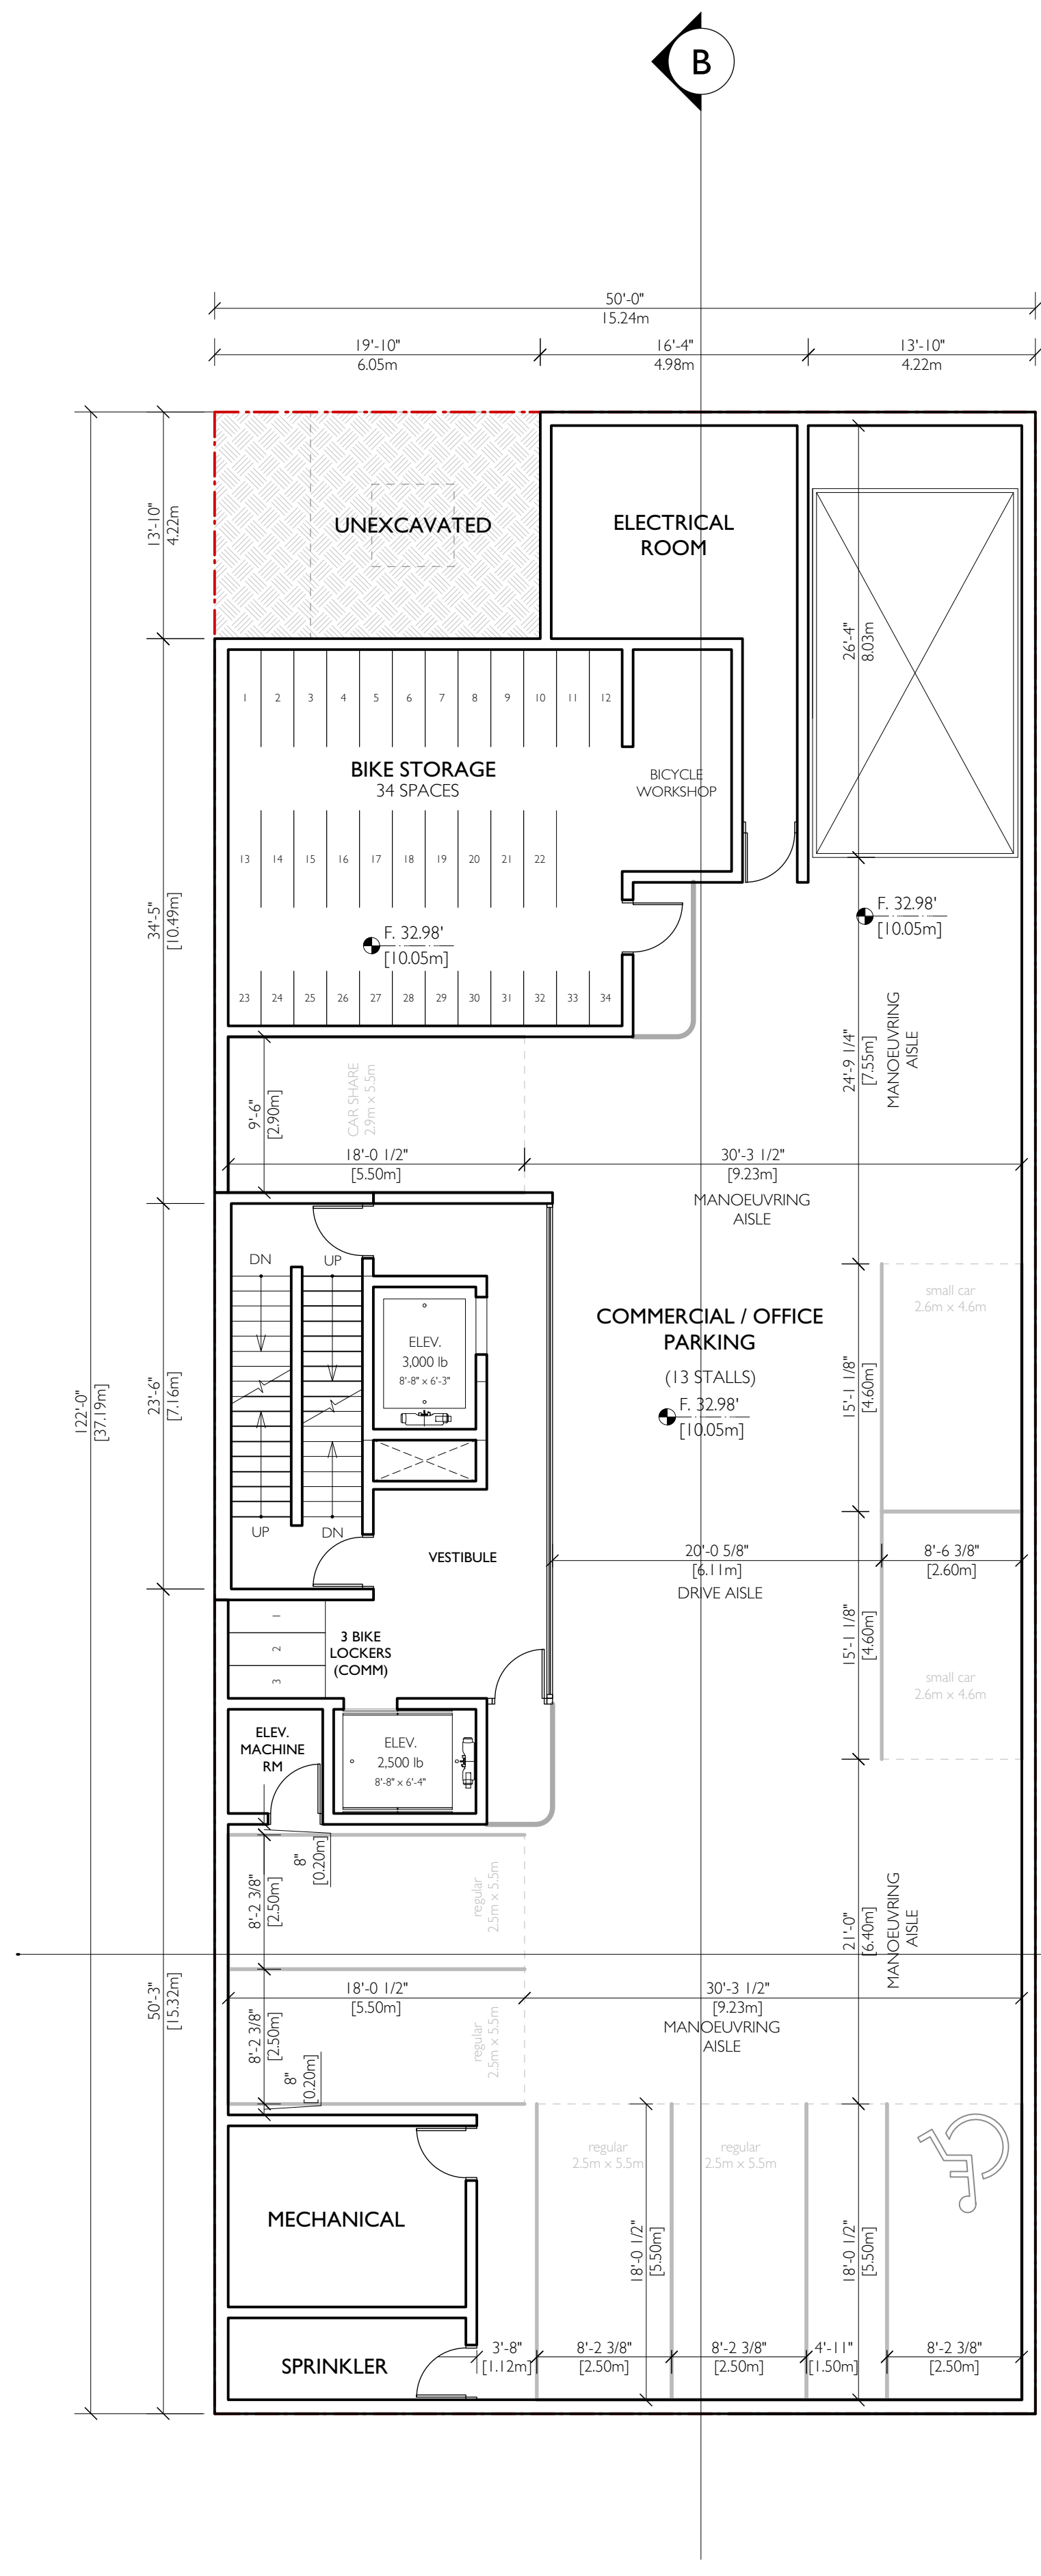 B
50'-0"
15.24m
19'-10"
6.05m
16'-4"
4.98m
13'-10"
4.22m
13'-10"
4.22m
UNEXCAVATED
ELECTRICAL
ROOM
26'-4"
8.03m
1 2 3 4 5 6 7 8 9 10 11 12
BIKE STORAGE
34 SPACES
BICYCLE
WORKSHOP
13 14 15 16 17 18 19 20 21 22
34'-5"
[10.49m]
F. 32.98'
[10.05m]
F. 32.98'
[10.05m]
23 24 25 26 27 28 29 30 31 32 33 34
24'-9 1/4"
[7.55m]
MANOEUVRING
AISLE
9'-6"
[2.90m]
CAR SHARE
2.9m x 5.5m
18'-0 1/2"
[5.50m]
30'-3 1/2"
[9.23m]
MANOEUVRING
AISLE
DN
UP
ELEV.
3,000 lb
8'-8" x 6'-3"
COMMERCIAL / OFFICE
PARKING
(13 STALLS)
F. 32.98'
[10.05m]
small car
2.6m x 4.6m
15'-1 1/8"
[4.60m]
122'-0"
[37.19m]
23'-6"
[7.16m]
UP
DN
VESTIBULE
20'-0 5/8"
[6.11m]
DRIVE AISLE
8'-6 3/8"
[2.60m]
15'-1 1/8"
[4.60m]
small car
2.6m x 4.6m
1
2
3
3 BIKE
LOCKERS
(COMM)
ELEV.
MACHINE
RM
ELEV.
2,500 lb
8'-8" x 6'-4"
8"
[0.20m]
8'-2 3/8"
[2.50m]
regular
2.5m x 5.5m
21'-0"
[6.40m]
MANOEUVRING
AISLE
50'-3"
[15.32m]
18'-0 1/2"
[5.50m]
30'-3 1/2"
[9.23m]
MANOEUVRING
AISLE
8'-2 3/8"
[2.50m]
8"
[0.20m]
regular
2.5m x 5.5m
regular
2.5m x 5.5m
regular
2.5m x 5.5m
MECHANICAL
18'-0 1/2"
[5.50m]
18'-0 1/2"
[5.50m]
SPRINKLER
3'-8"
[1.12m]
8'-2 3/8"
[2.50m]
8'-2 3/8"
[2.50m]
4'-11"
[1.50m]
8'-2 3/8"
[2.50m]